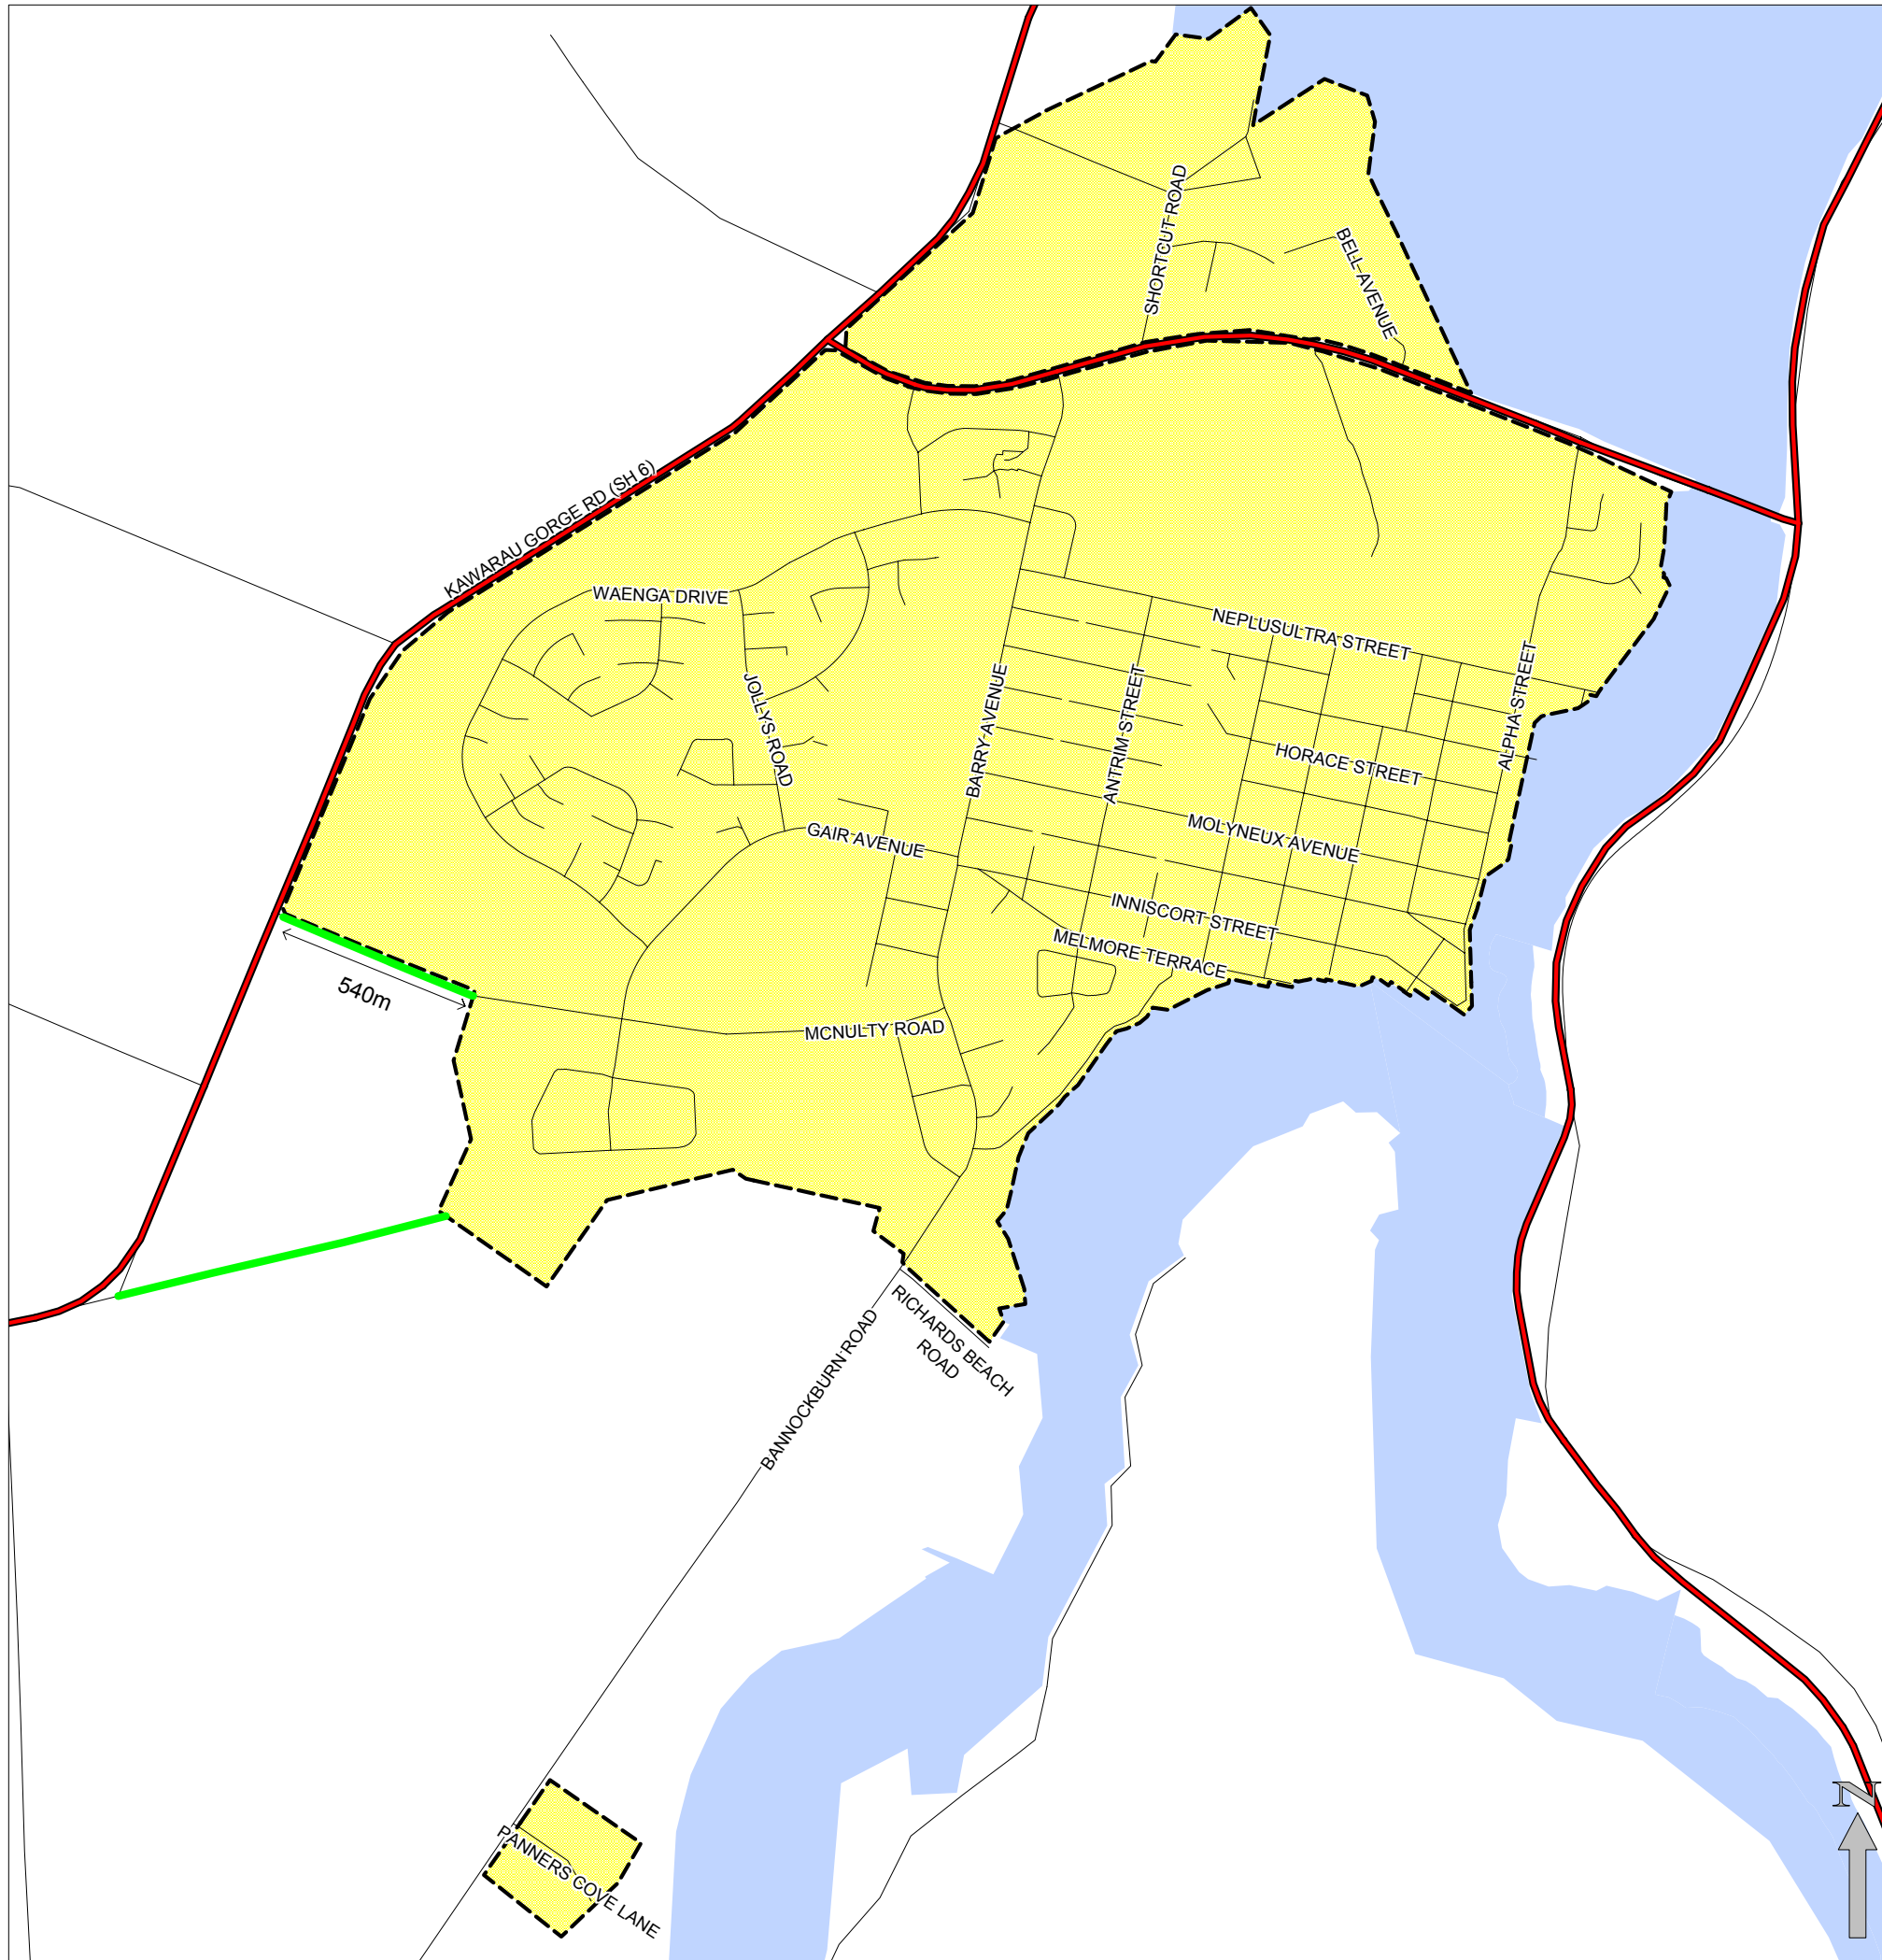 SHORTCUT ROAD
BELL AVENUE
KAWARAU GORGE RD (SH 6)
WAENGA DRIVE
NEPLUSULTRA STREET
JOLLYS ROAD
BARRY AVENUE
ANTRIM STREET
ALPHA STREET
HORACE STREET
GAIR AVENUE
MOLYNEUX AVENUE
INNISCORT STREET
MELMORE TERRACE
540m
MCNULTY ROAD
RICHARDS BEACH
ROAD
BANNOCKBURN ROAD
N
PANNERS COVE LANE